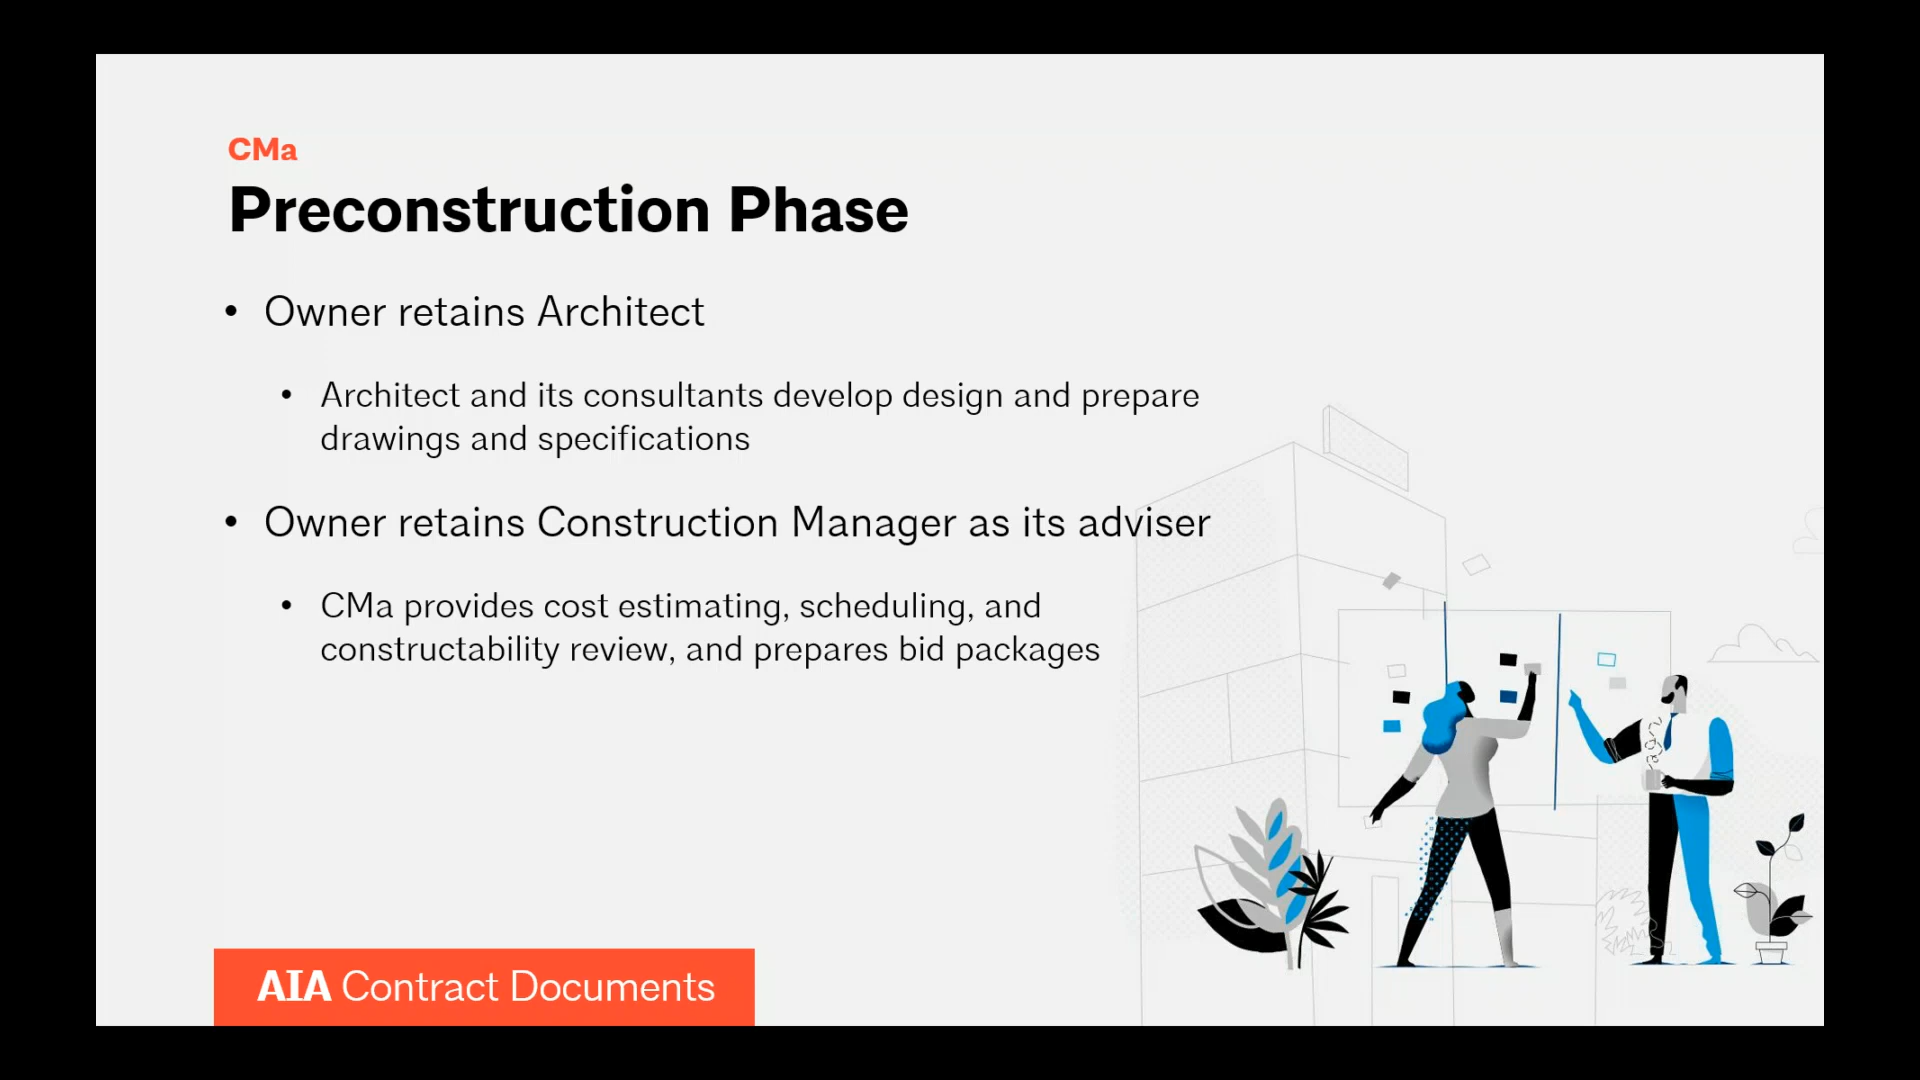 CMa
Preconstruction Phase
• Owner retains Architect
• Architect and its consultants develop design and prepare
drawings and specifications
• Owner retains Construction Manager as its adviser
• CMa provides cost estimating, scheduling, and
constructability review, and prepares bid packages
AIA Contract Documents